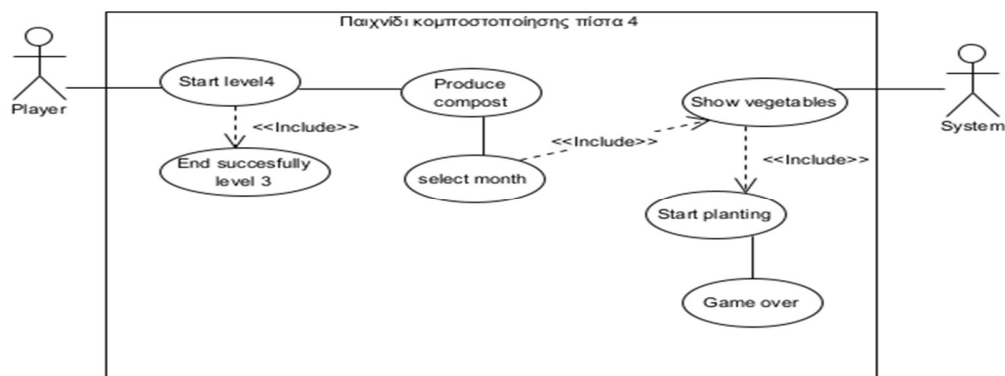 Παιχνίδι κομποστοποίησης πίστα 4
Player
Start level4
Produce
compost
Show vegetables
System
<<Include>>
<<Include>>
<<Include>>
End succesfully
level 3
select month
Start planting
Game over